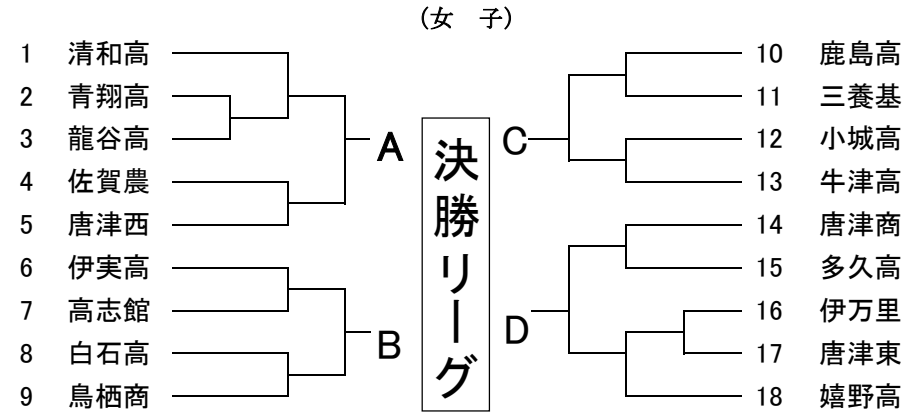 (女 子)
1 清和高
2 青翔高
3 龍谷高
4 佐賀農
5 唐津西
6 伊実高
7 高志館
8 白石高
9 鳥栖商
A
B
決勝リーグ
C
D
10 鹿島高
11 三養基
12 小城高
13 牛津高
14 唐津商
15 多久高
16 伊万里
17 唐津東
18 嬉野高